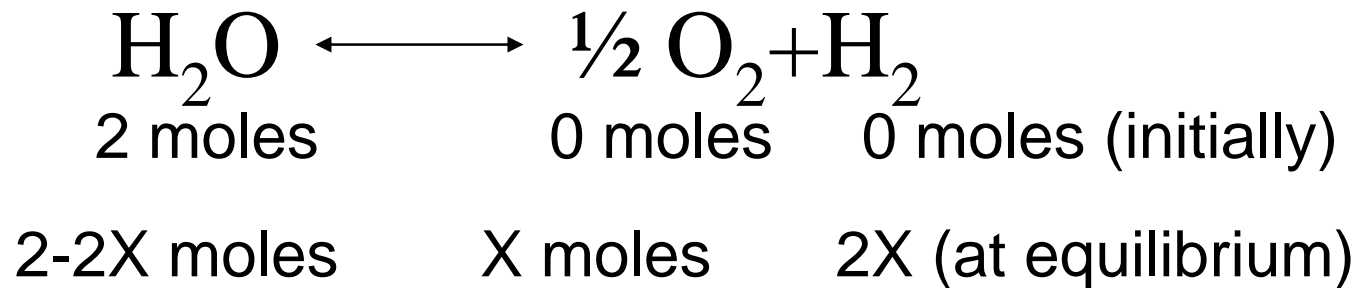 H₂O ⟷ ½ O₂+H₂
2 moles 0 moles 0 moles (initially)
2-2X moles X moles 2X (at equilibrium)